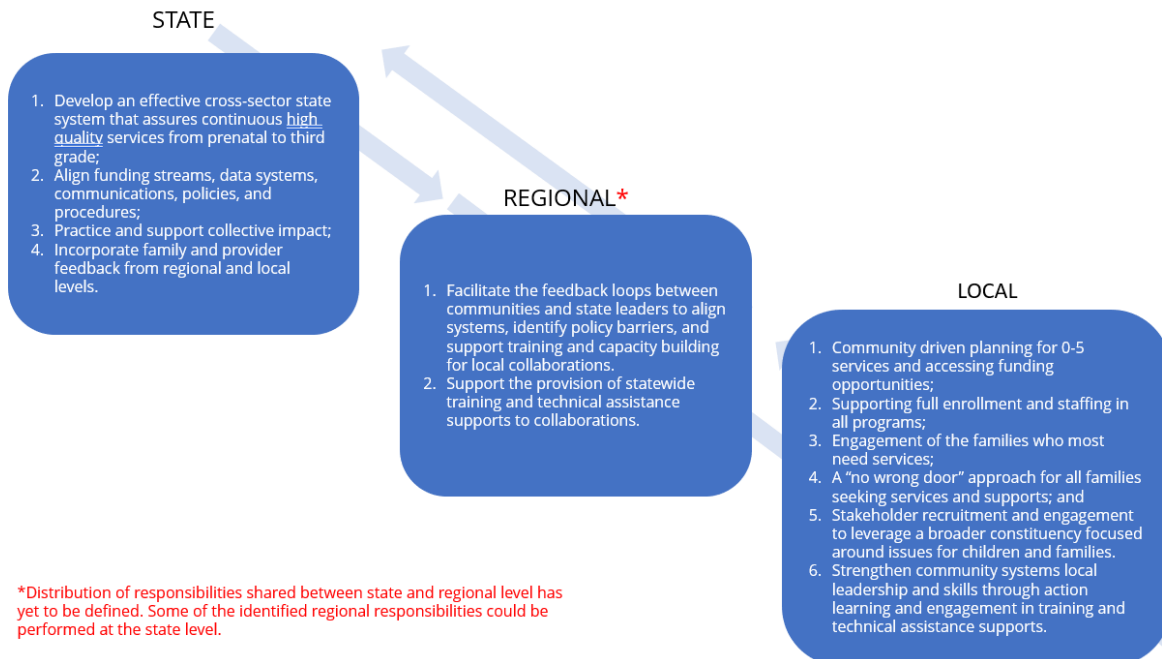 STATE
1. Develop an effective cross-sector state
system that assures continuous high
quality services from prenatal to third
grade;
2. Align funding streams, data systems,
communications, policies, and
procedures;
3. Practice and support collective impact;
4. Incorporate family and provider
feedback from regional and local
levels.
REGIONAL*
1. Facilitate the feedback loops between
communities and state leaders to align
systems, identify policy barriers, and
support training and capacity building
for local collaborations.
2. Support the provision of statewide
training and technical assistance
supports to collaborations.
LOCAL
1. Community driven planning for 0-5
services and accessing funding
opportunities;
2. Supporting full enrollment and staffing in
all programs;
3. Engagement of the families who most
need services;
4. A “no wrong door” approach for all families
seeking services and supports; and
5. Stakeholder recruitment and engagement
to leverage a broader constituency focused
around issues for children and families.
6. Strengthen community systems local
leadership and skills through action
learning and engagement in training and
technical assistance supports.
*Distribution of responsibilities shared between state and regional level has
yet to be defined. Some of the identified regional responsibilities could be
performed at the state level.